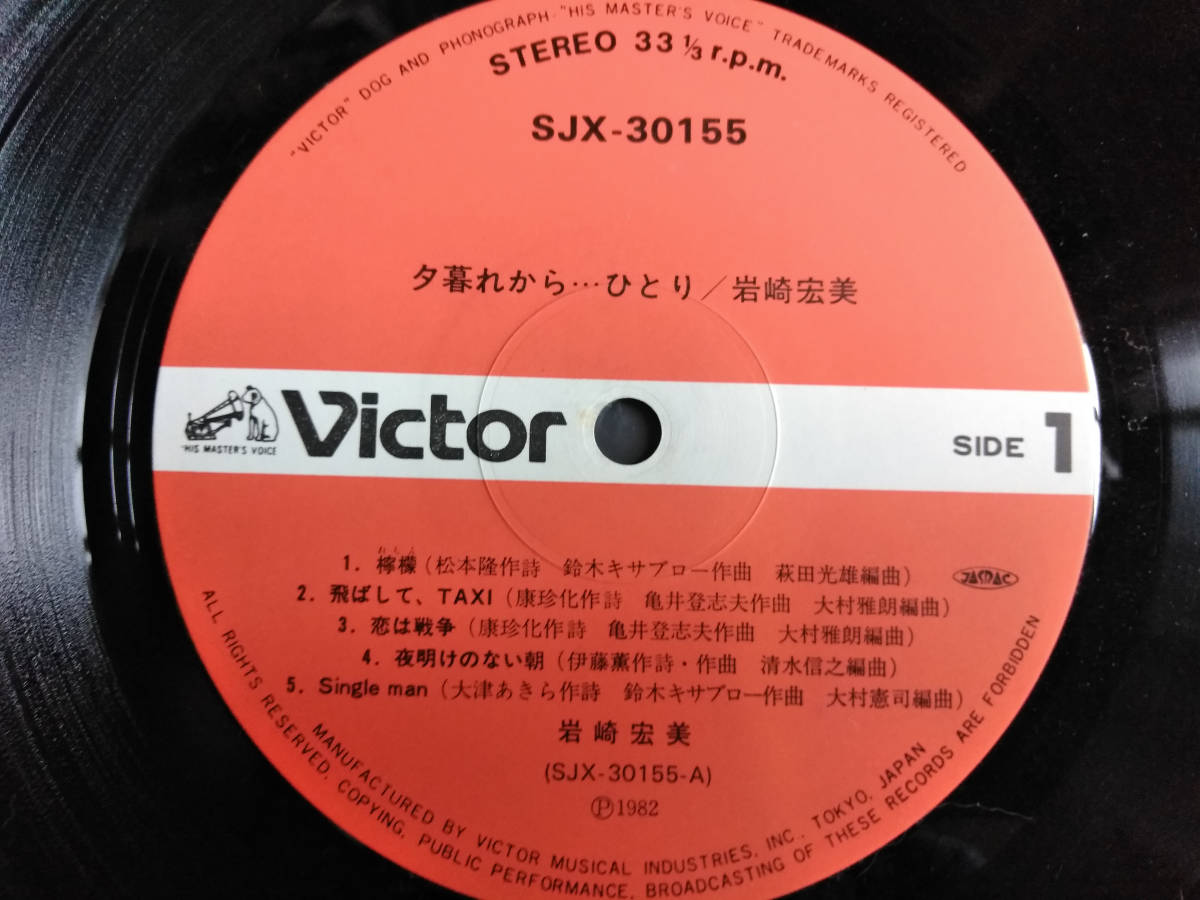 "VICTOR" DOG AND PHONOGRAPH-"HIS MASTER'S VOICE" TRADEMARKS REGISTERED
STEREO 33 1/3 r.p.m.
SJX-30155
夕暮れから…ひとり／岩崎宏美
"HIS MASTER'S VOICE
Victor
SIDE 1
れもん
1. 檸檬(松本隆作詩 鈴木キサブロー作曲 萩田光雄編曲)
JASRAC
2. 飛ばして、TAXI(康珍化作詩 亀井登志夫作曲 大村雅朗編曲)
3. 恋は戦争(康珍化作詩 亀井登志夫作曲 大村雅朗編曲)
4. 夜明けのない朝(伊藤薫作詩・作曲 清水信之編曲)
5. Single man(大津あきら作詩 鈴木キサブロー作曲 大村憲司編曲)
岩崎宏美
(SJX-30155-A)
Ⓟ1982
MANUFACTURED BY VICTOR MUSICAL INDUSTRIES, INC., TOKYO, JAPAN
ALL RIGHTS RESERVED. COPYING, PUBLIC PERFORMANCE, BROADCASTING OF THESE RECORDS ARE FORBIDDEN